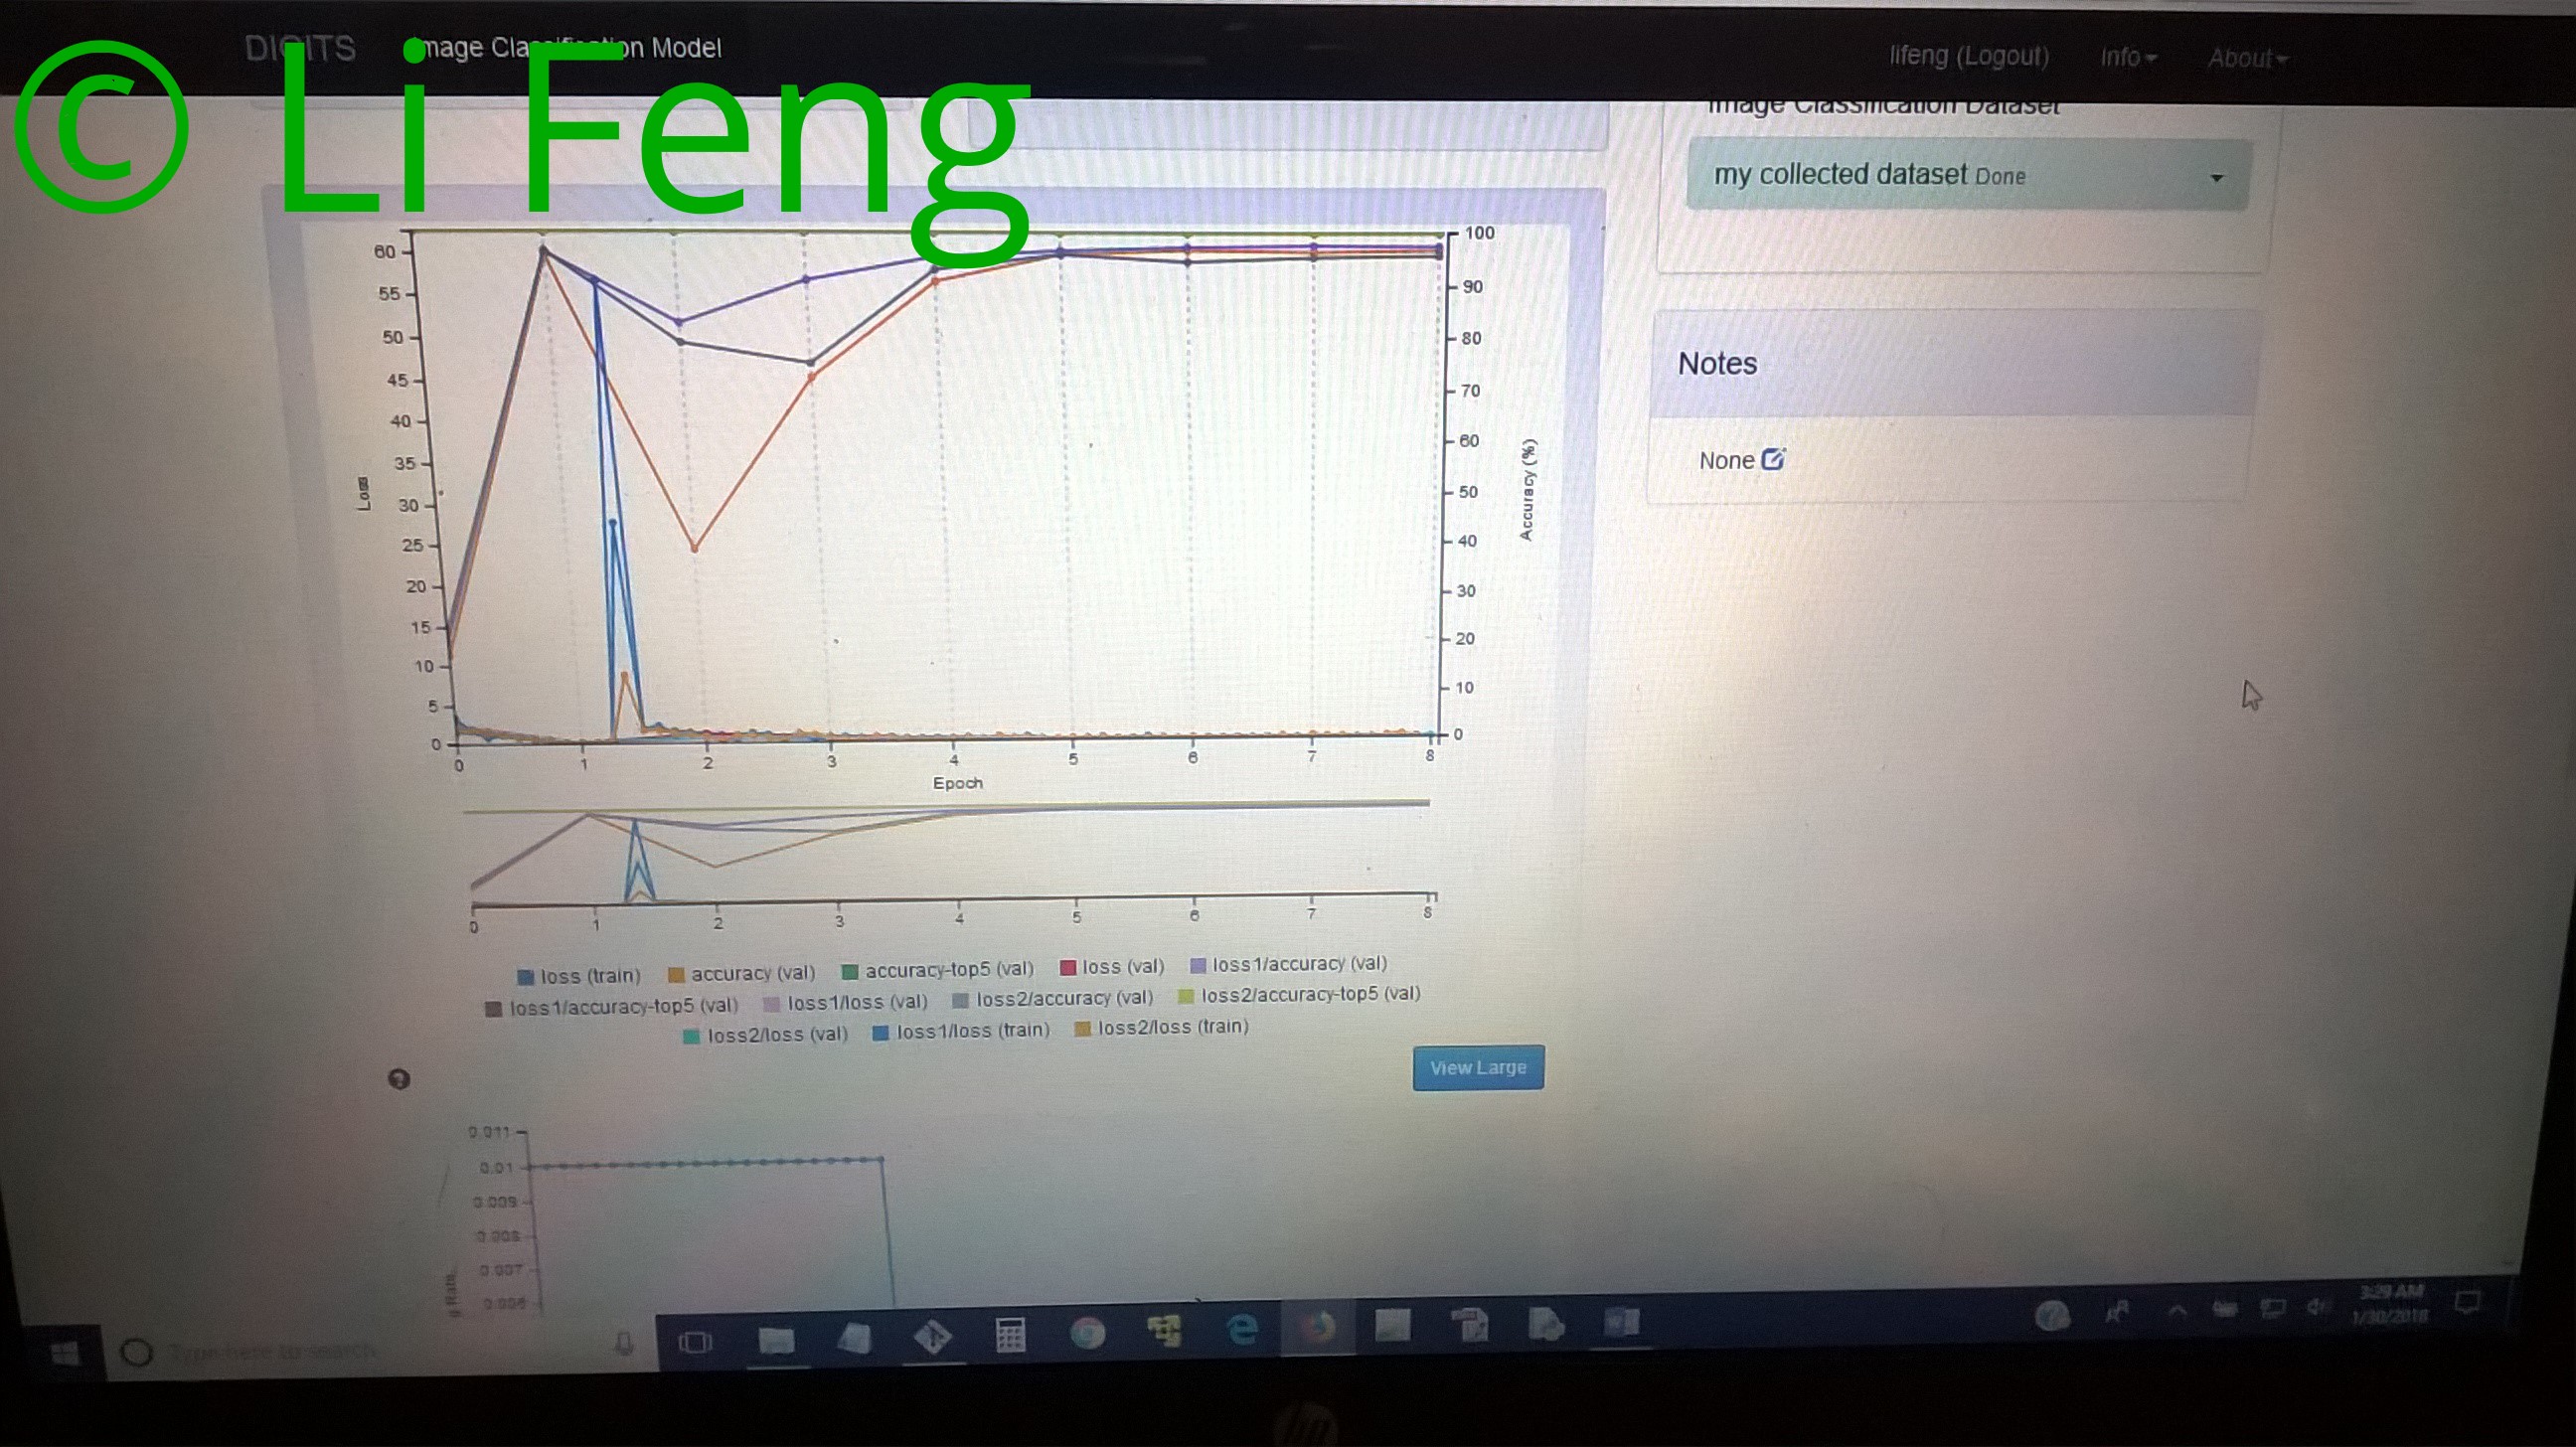 © Li Feng
DIGITS Image Classification Model lifeng (Logout) Info About
Image Classification Dataset
my collected dataset Done
Notes
None
60
55
50
45
40
35
30
25
20
15
10
5
0
Loss
100
90
80
70
60
50
40
30
20
10
0
Accuracy (%)
0 1 2 3 4 5 6 7 8
Epoch
0 1 2 3 4 5 6 7 8
loss (train) accuracy (val) accuracy-top5 (val) loss (val) loss1/accuracy (val)
loss1/accuracy-top5 (val) loss1/loss (val) loss2/accuracy (val) loss2/accuracy-top5 (val)
loss2/loss (val) loss1/loss (train) loss2/loss (train)
View Large
0.011
0.01
0.009
0.008
0.007
0.006
Rate
Type here to search
3:29 AM
1/30/2018
hp